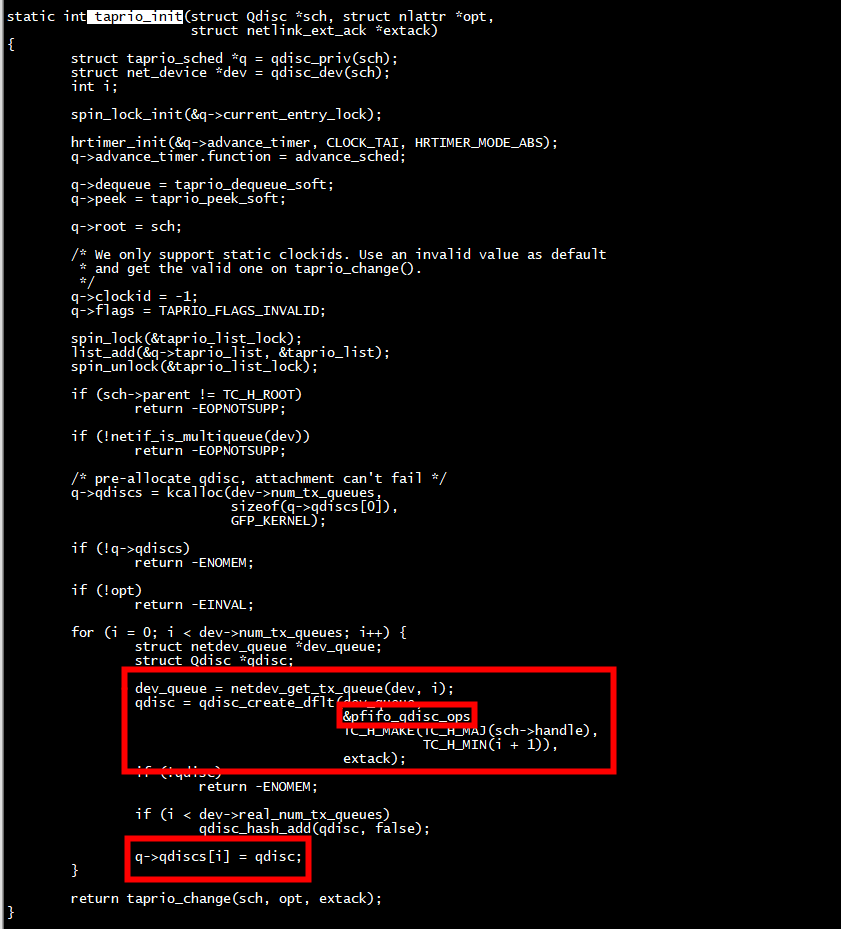 static int taprio_init(struct Qdisc *sch, struct nlattr *opt,
                       struct netlink_ext_ack *extack)
{
        struct taprio_sched *q = qdisc_priv(sch);
        struct net_device *dev = qdisc_dev(sch);
        int i;

        spin_lock_init(&q->current_entry_lock);

        hrtimer_init(&q->advance_timer, CLOCK_TAI, HRTIMER_MODE_ABS);
        q->advance_timer.function = advance_sched;

        q->dequeue = taprio_dequeue_soft;
        q->peek = taprio_peek_soft;

        q->root = sch;

        /* We only support static clockids. Use an invalid value as default
         * and get the valid one on taprio_change().
         */
        q->clockid = -1;
        q->flags = TAPRIO_FLAGS_INVALID;

        spin_lock(&taprio_list_lock);
        list_add(&q->taprio_list, &taprio_list);
        spin_unlock(&taprio_list_lock);

        if (sch->parent != TC_H_ROOT)
                return -EOPNOTSUPP;

        if (!netif_is_multiqueue(dev))
                return -EOPNOTSUPP;

        /* pre-allocate qdisc, attachment can't fail */
        q->qdiscs = kcalloc(dev->num_tx_queues,
                            sizeof(q->qdiscs[0]),
                            GFP_KERNEL);

        if (!q->qdiscs)
                return -ENOMEM;

        if (!opt)
                return -EINVAL;

        for (i = 0; i < dev->num_tx_queues; i++) {
                struct netdev_queue *dev_queue;
                struct Qdisc *qdisc;

                dev_queue = netdev_get_tx_queue(dev, i);
                qdisc = qdisc_create_dflt(dev_queue,
                                          &pfifo_qdisc_ops
                                          TC_H_MAKE(TC_H_MAJ(sch->handle),
                                                    TC_H_MIN(i + 1)),
                                          extack);
                if (!qdisc)
                        return -ENOMEM;

                if (i < dev->real_num_tx_queues)
                        qdisc_hash_add(qdisc, false);

                q->qdiscs[i] = qdisc;
        }

        return taprio_change(sch, opt, extack);
}